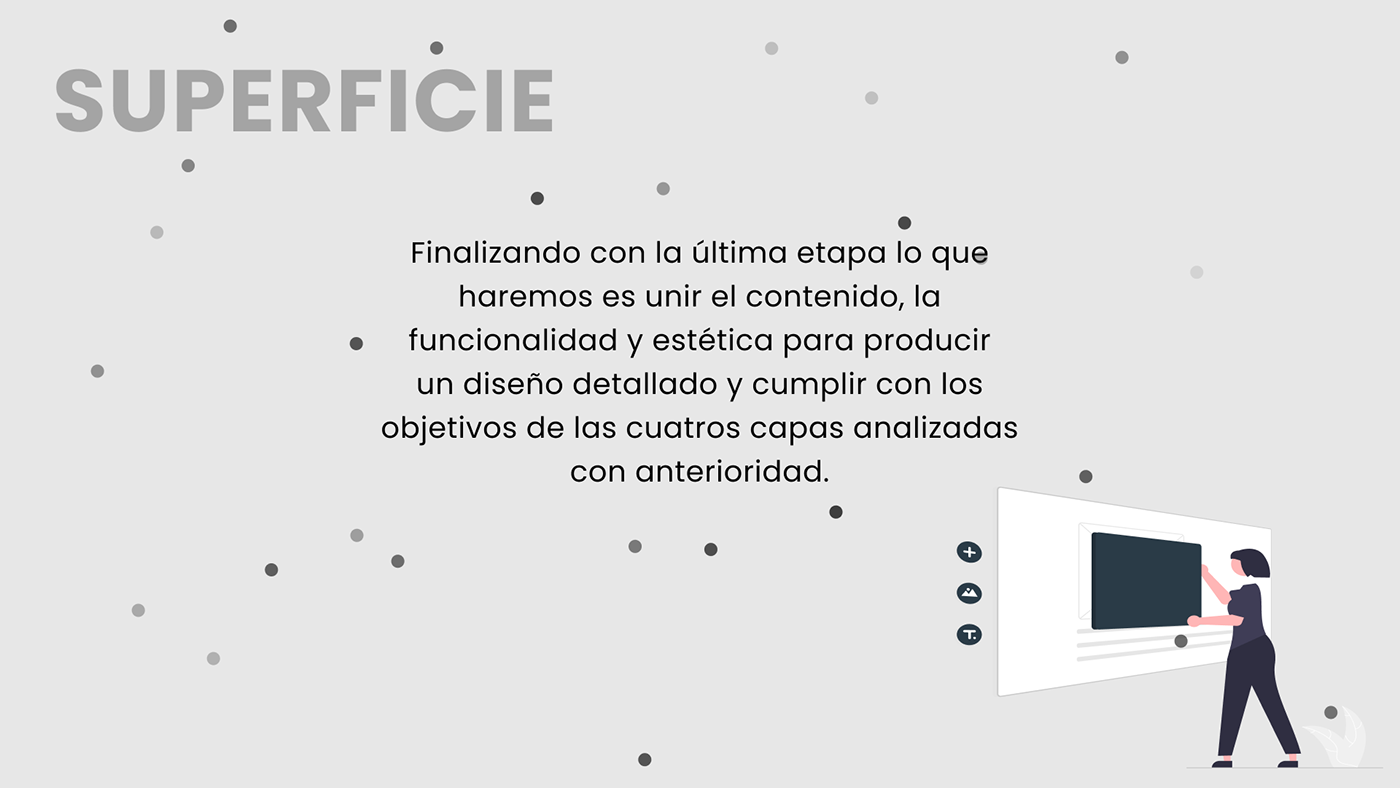 SUPERFICIE
Finalizando con la última etapa lo que
haremos es unir el contenido, la
funcionalidad y estética para producir
un diseño detallado y cumplir con los
objetivos de las cuatros capas analizadas
con anterioridad.
T.